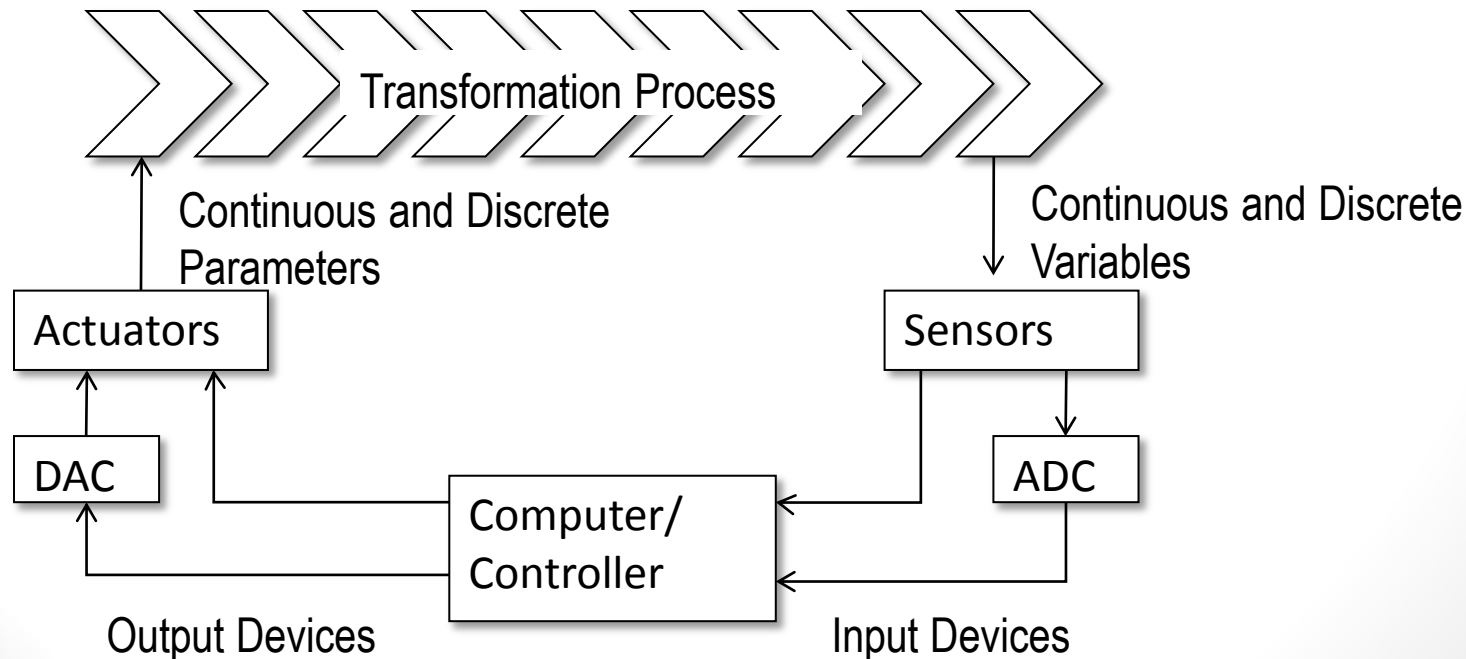 Transformation Process
Continuous and Discrete
Parameters
Continuous and Discrete
Variables
Actuators
Sensors
DAC
ADC
Computer/
Controller
Output Devices
Input Devices